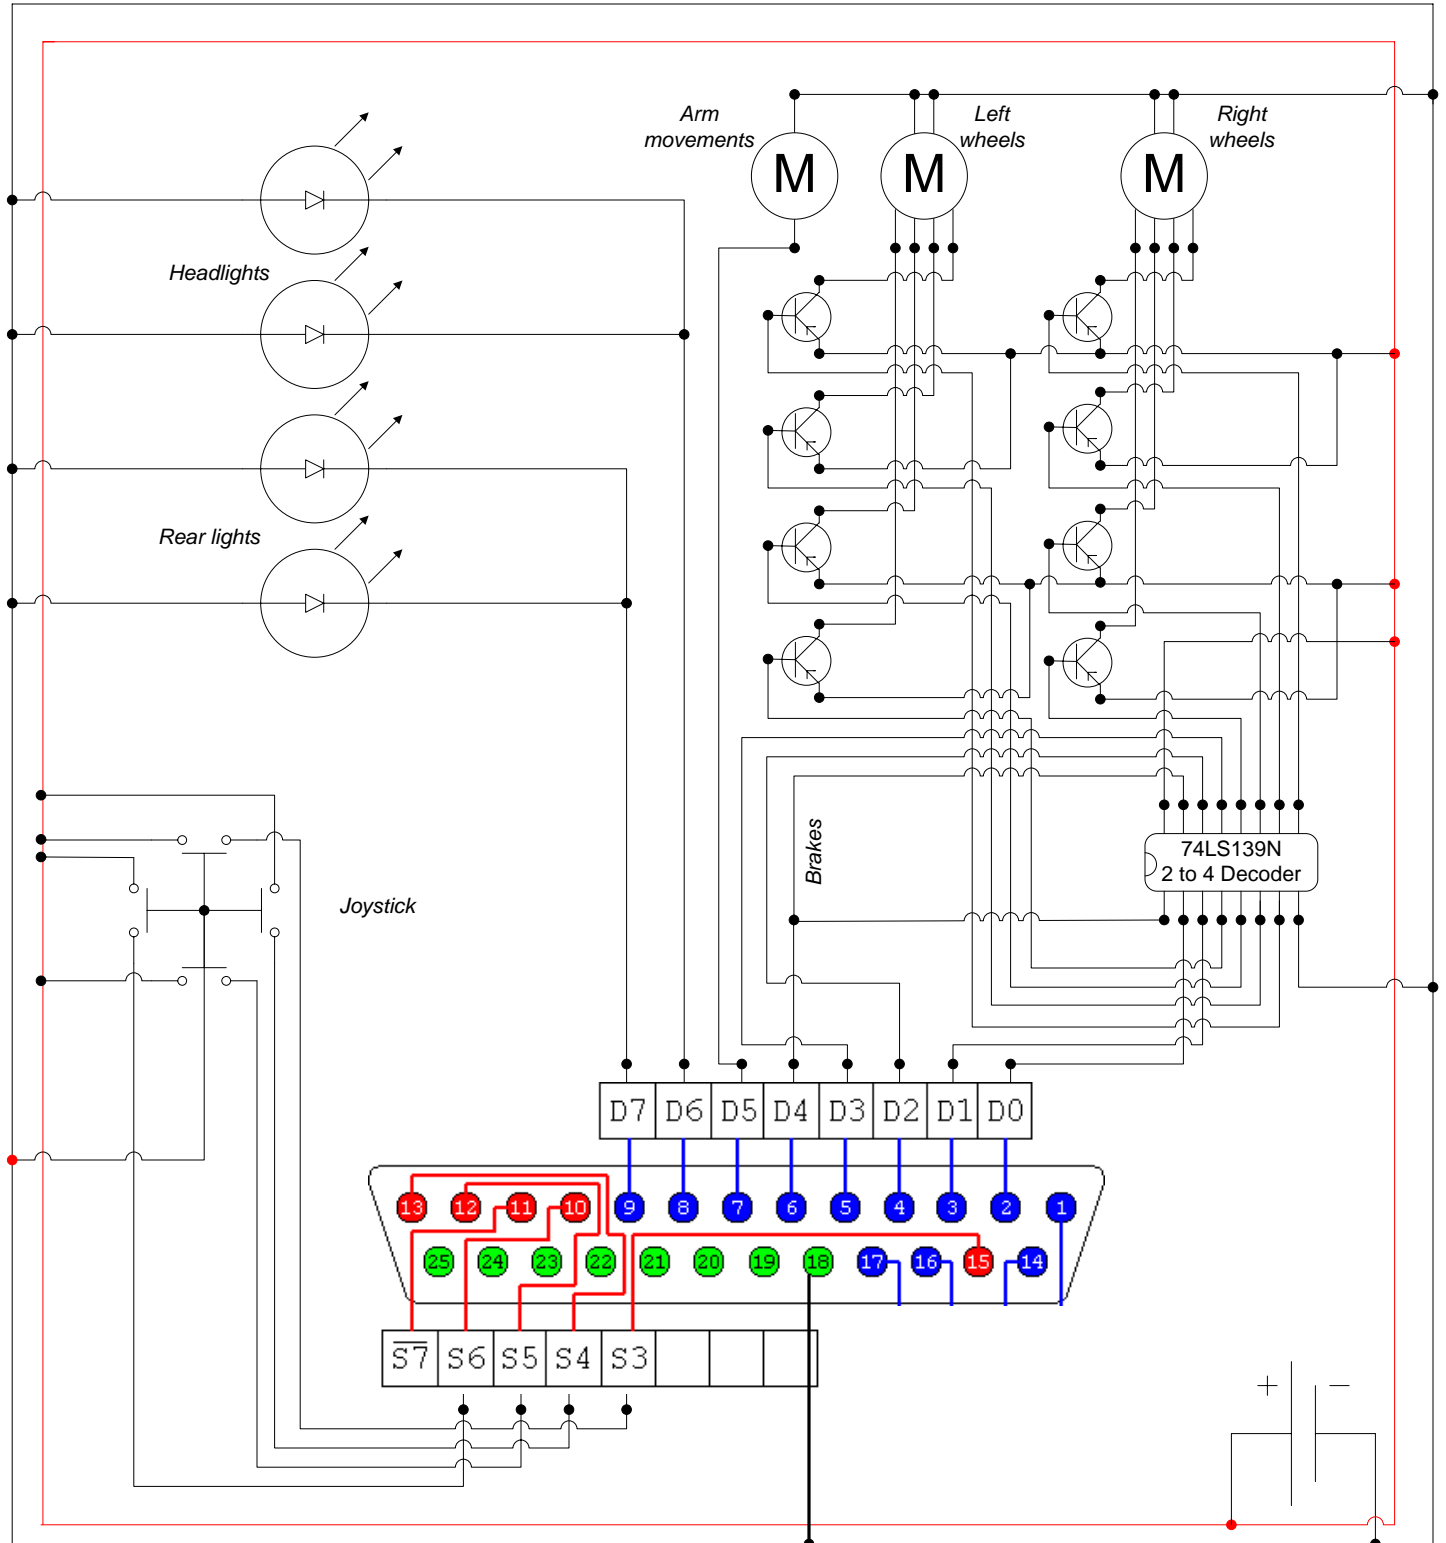 Arm
movements
Left
wheels
Right
wheels
M
M
M
Headlights
Rear lights
Brakes
74LS139N
2 to 4 Decoder
Joystick
D7 D6 D5 D4 D3 D2 D1 D0
13 12 11 10 9 8 7 6 5 4 3 2 1
25 24 23 22 21 20 19 18 17 16 15 14
S7 S6 S5 S4 S3
+ −